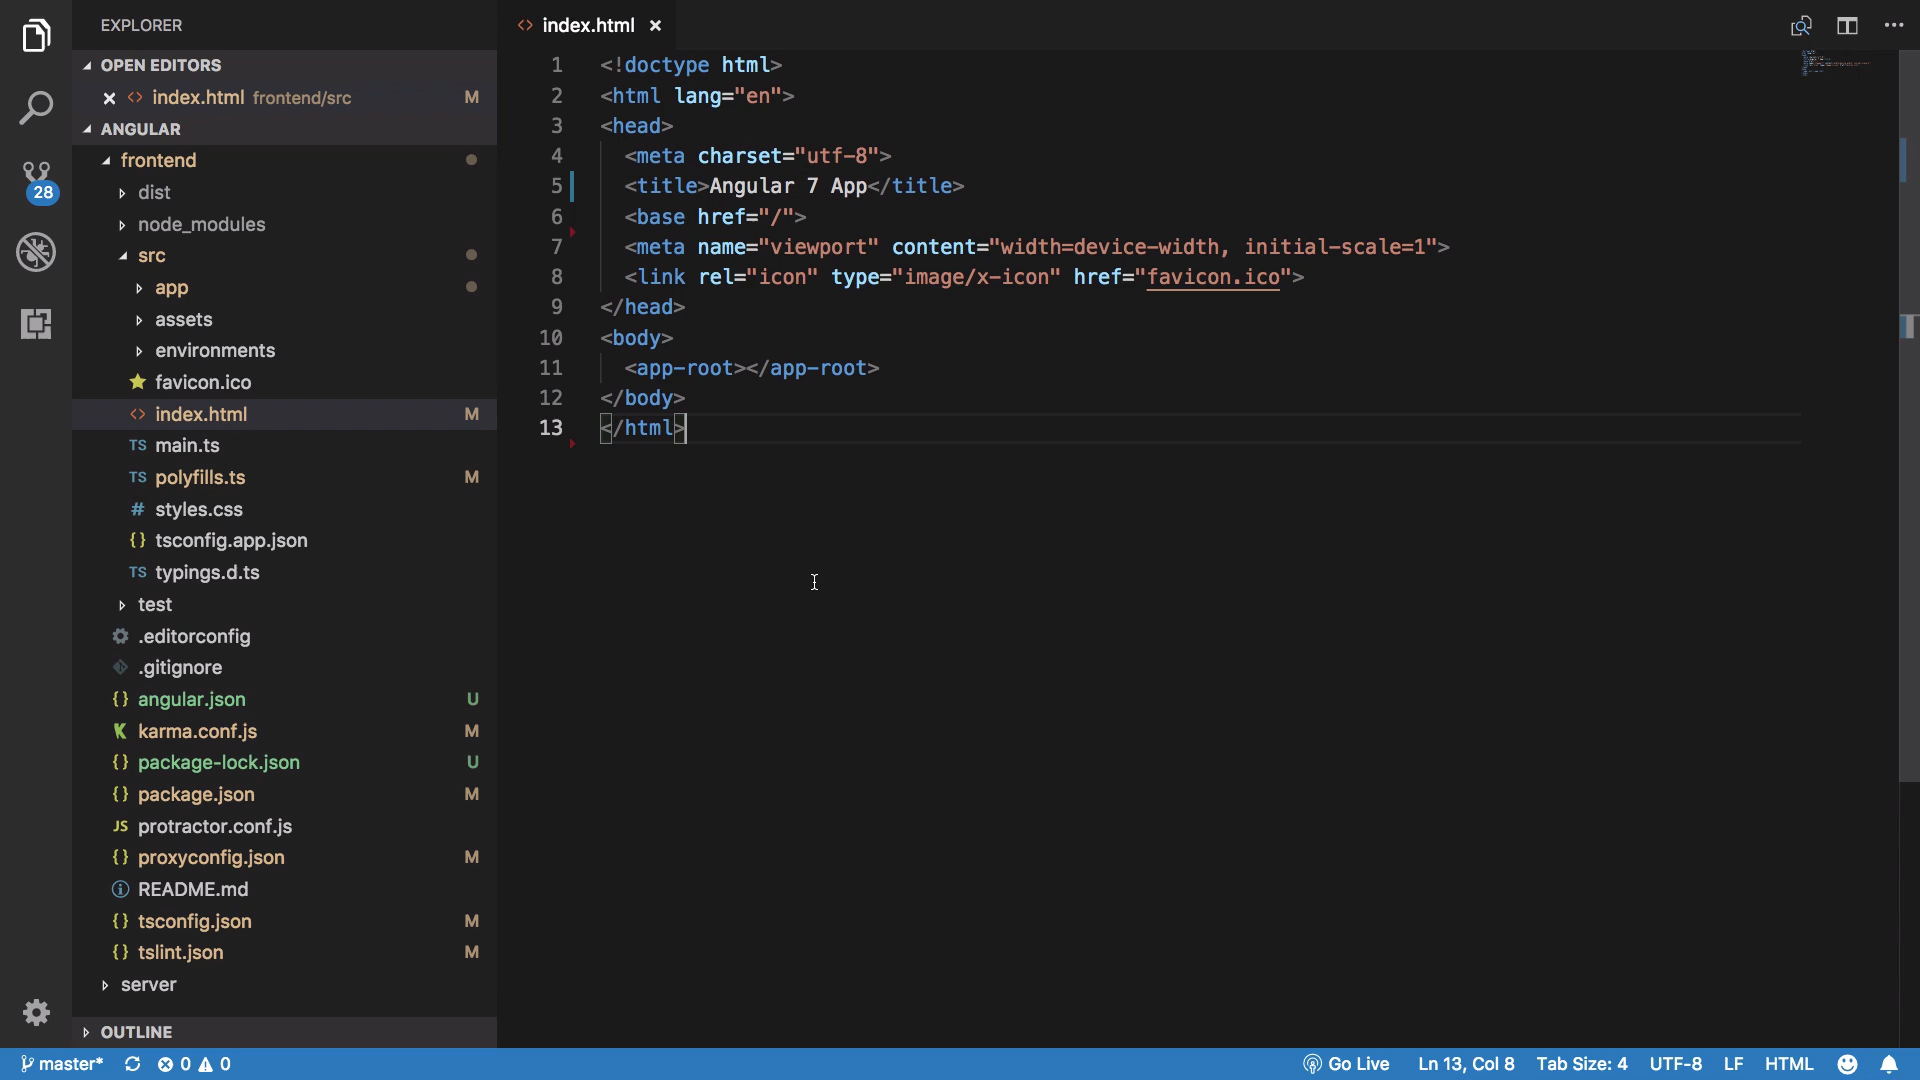 EXPLORER
OPEN EDITORS
index.html frontend/src M
ANGULAR
frontend
28
dist
node_modules
src
app
assets
environments
favicon.ico
index.html M
TS main.ts
TS polyfills.ts M
# styles.css
{} tsconfig.app.json
TS typings.d.ts
test
.editorconfig
.gitignore
{} angular.json U
K karma.conf.js M
{} package-lock.json U
{} package.json M
JS protractor.conf.js
{} proxyconfig.json M
README.md
{} tsconfig.json M
{} tslint.json M
server
OUTLINE
<> index.html
1 <!doctype html>
2 <html lang="en">
3 <head>
4 <meta charset="utf-8">
5 <title>Angular 7 App</title>
6 <base href="/">
7 <meta name="viewport" content="width=device-width, initial-scale=1">
8 <link rel="icon" type="image/x-icon" href="favicon.ico">
9 </head>
10 <body>
11 <app-root></app-root>
12 </body>
13 </html>
master* 0 0 Go Live Ln 13, Col 8 Tab Size: 4 UTF-8 LF HTML